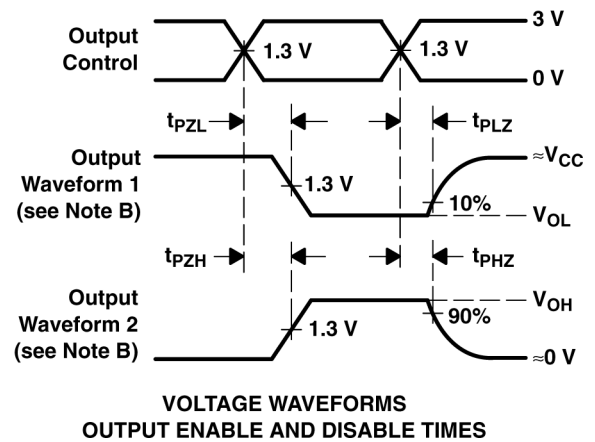 Output
Control
1.3 V
1.3 V
3 V
0 V
tPZL
tPLZ
Output
Waveform 1
(see Note B)
1.3 V
10%
≈VCC
VOL
tPZH
tPHZ
Output
Waveform 2
(see Note B)
1.3 V
90%
VOH
≈0 V
VOLTAGE WAVEFORMS
OUTPUT ENABLE AND DISABLE TIMES